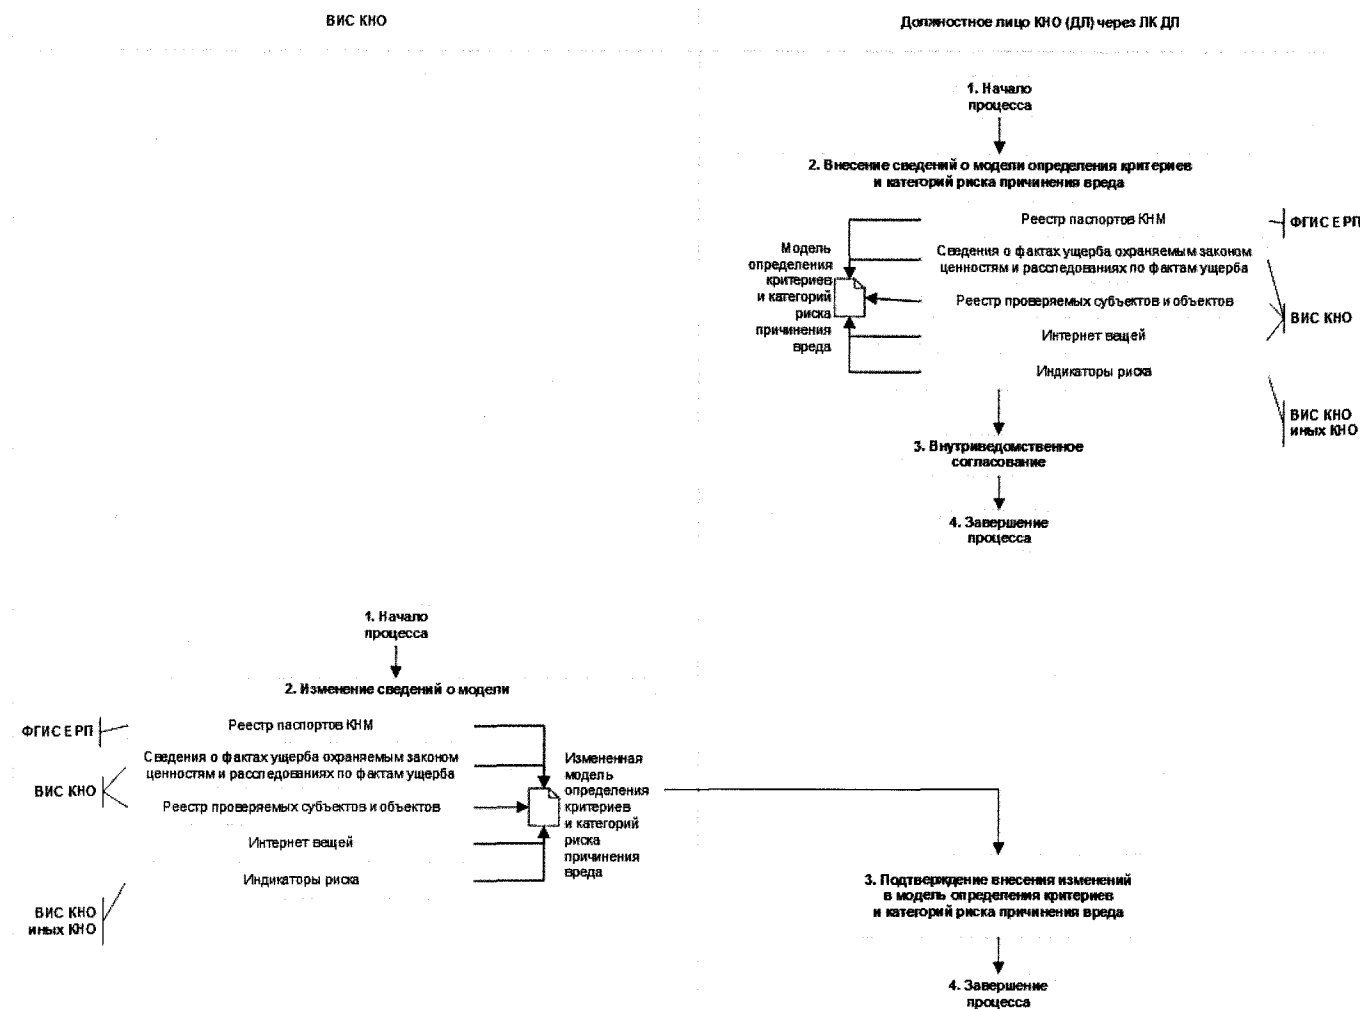 ВИС КНО
Должностное лицо КНО (ДЛ) через ЛК ДЛ
1. Начало
процесса
2. Внесение сведений о модели определения критериев
и категорий риска причинения вреда
Реестр паспортов КНМ
ФГИС ЕРП
Сведения о фактах ущерба охраняемым законом
ценностям и расследованиях по фактам ущерба
Модель
определения
критериев
и категорий
риска
причинения
вреда
Реестр проверяемых субъектов и объектов
ВИС КНО
Интернет вещей
Индикаторы риска
ВИС КНО
иных КНО
3. Внутриведомственное
согласование
4. Завершение
процесса
1. Начало
процесса
2. Изменение сведений о модели
ФГИС ЕРП
Реестр паспортов КНМ
Сведения о фактах ущерба охраняемым законом
ценностям и расследованиях по фактам ущерба
ВИС КНО
Реестр проверяемых субъектов и объектов
Интернет вещей
Индикаторы риска
ВИС КНО
иных КНО
Измененная
модель
определения
критериев
и категорий
риска
причинения
вреда
3. Подтверждение внесения изменений
в модель определения критериев
и категорий риска причинения вреда
4. Завершение
процесса